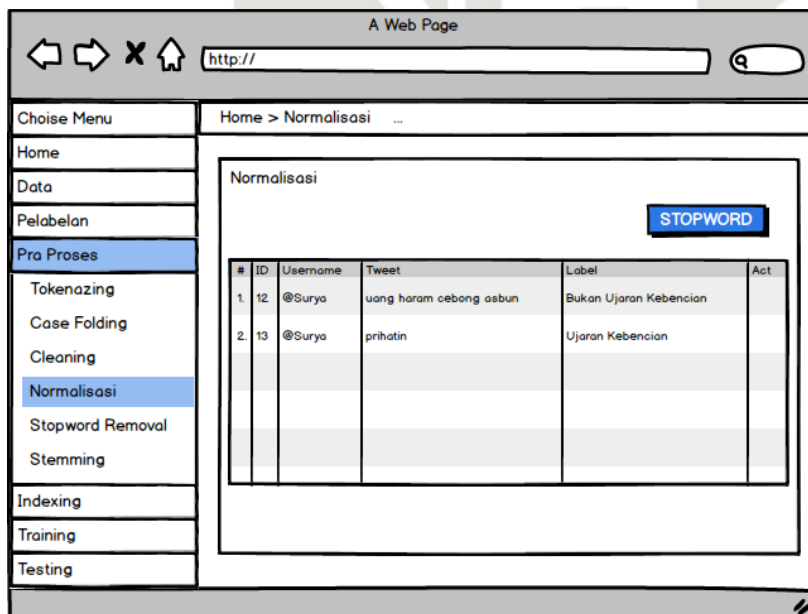 A Web Page
http://
Choise Menu
Home > Normalisasi ...
Home
Data
Pelabelan
Pra Proses
Tokenazing
Case Folding
Cleaning
Normalisasi
Stopword Removal
Stemming
Indexing
Training
Testing
Normalisasi
STOPWORD
# ID Username Tweet Label Act
1. 12 @Surya uang haram cebong asbun Bukan Ujaran Kebencian
2. 13 @Surya prihatin Ujaran Kebencian